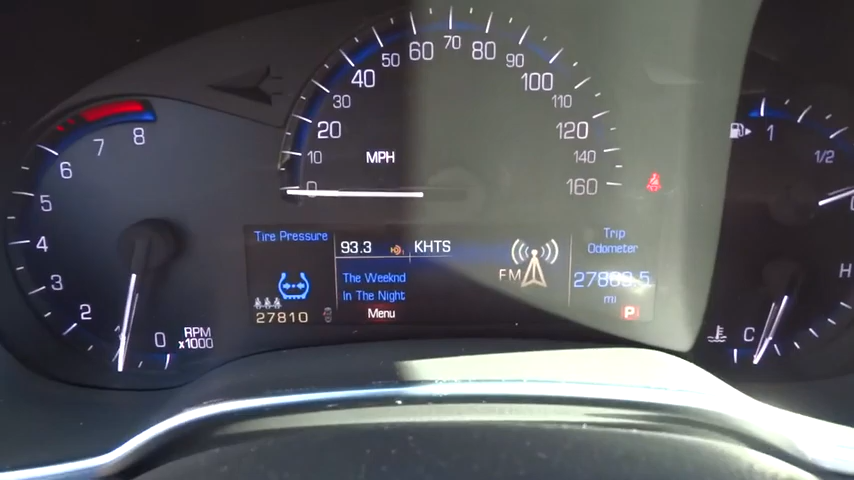 8
7
6
5
4
3
2
0
RPM
x1000
0
10
20
30
40
50
60
70
80
90
100
110
120
140
160
MPH
1
1/2
H
C
Tire Pressure
27810
93.3 KHTS
The Weeknd
In The Night
Menu
FM
Trip
Odometer
mi
P